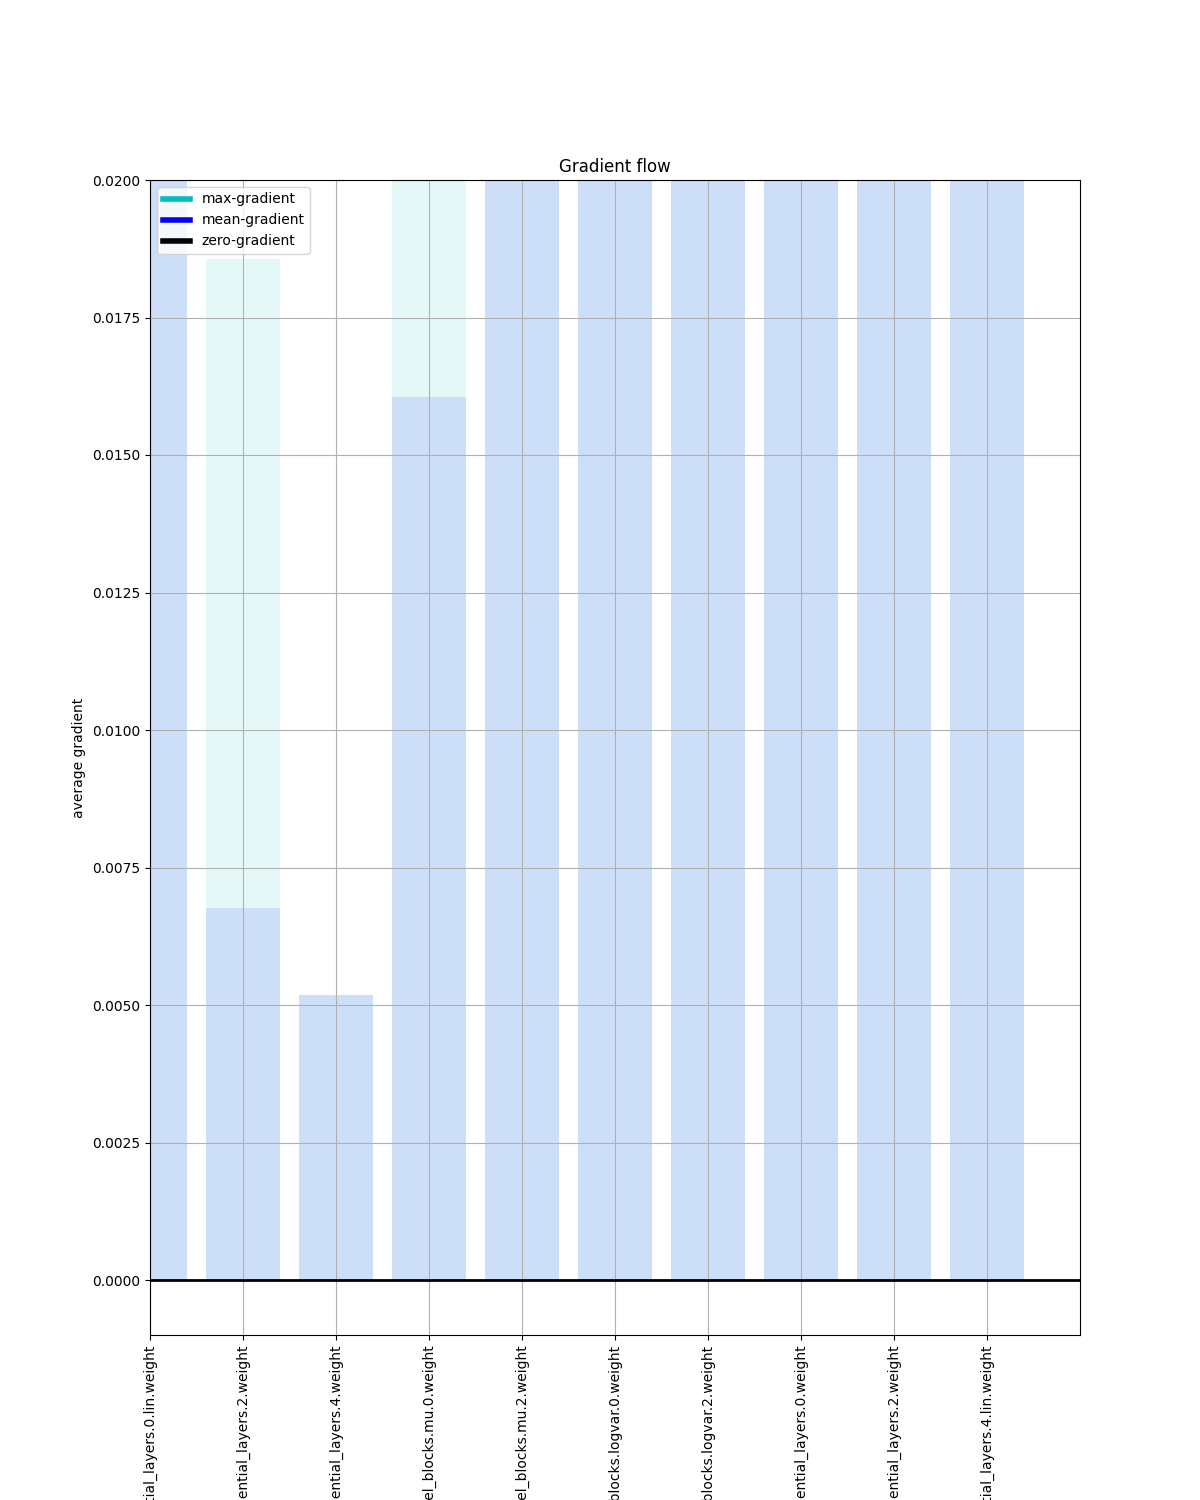 Gradient flow
max-gradient
mean-gradient
zero-gradient
0.0200
0.0175
0.0150
0.0125
0.0100
0.0075
0.0050
0.0025
0.0000
average gradient
tial_layers.0.lin.weight
ential_layers.2.weight
ential_layers.4.weight
el_blocks.mu.0.weight
el_blocks.mu.2.weight
blocks.logvar.0.weight
blocks.logvar.2.weight
ential_layers.0.weight
ential_layers.2.weight
tial_layers.4.lin.weight